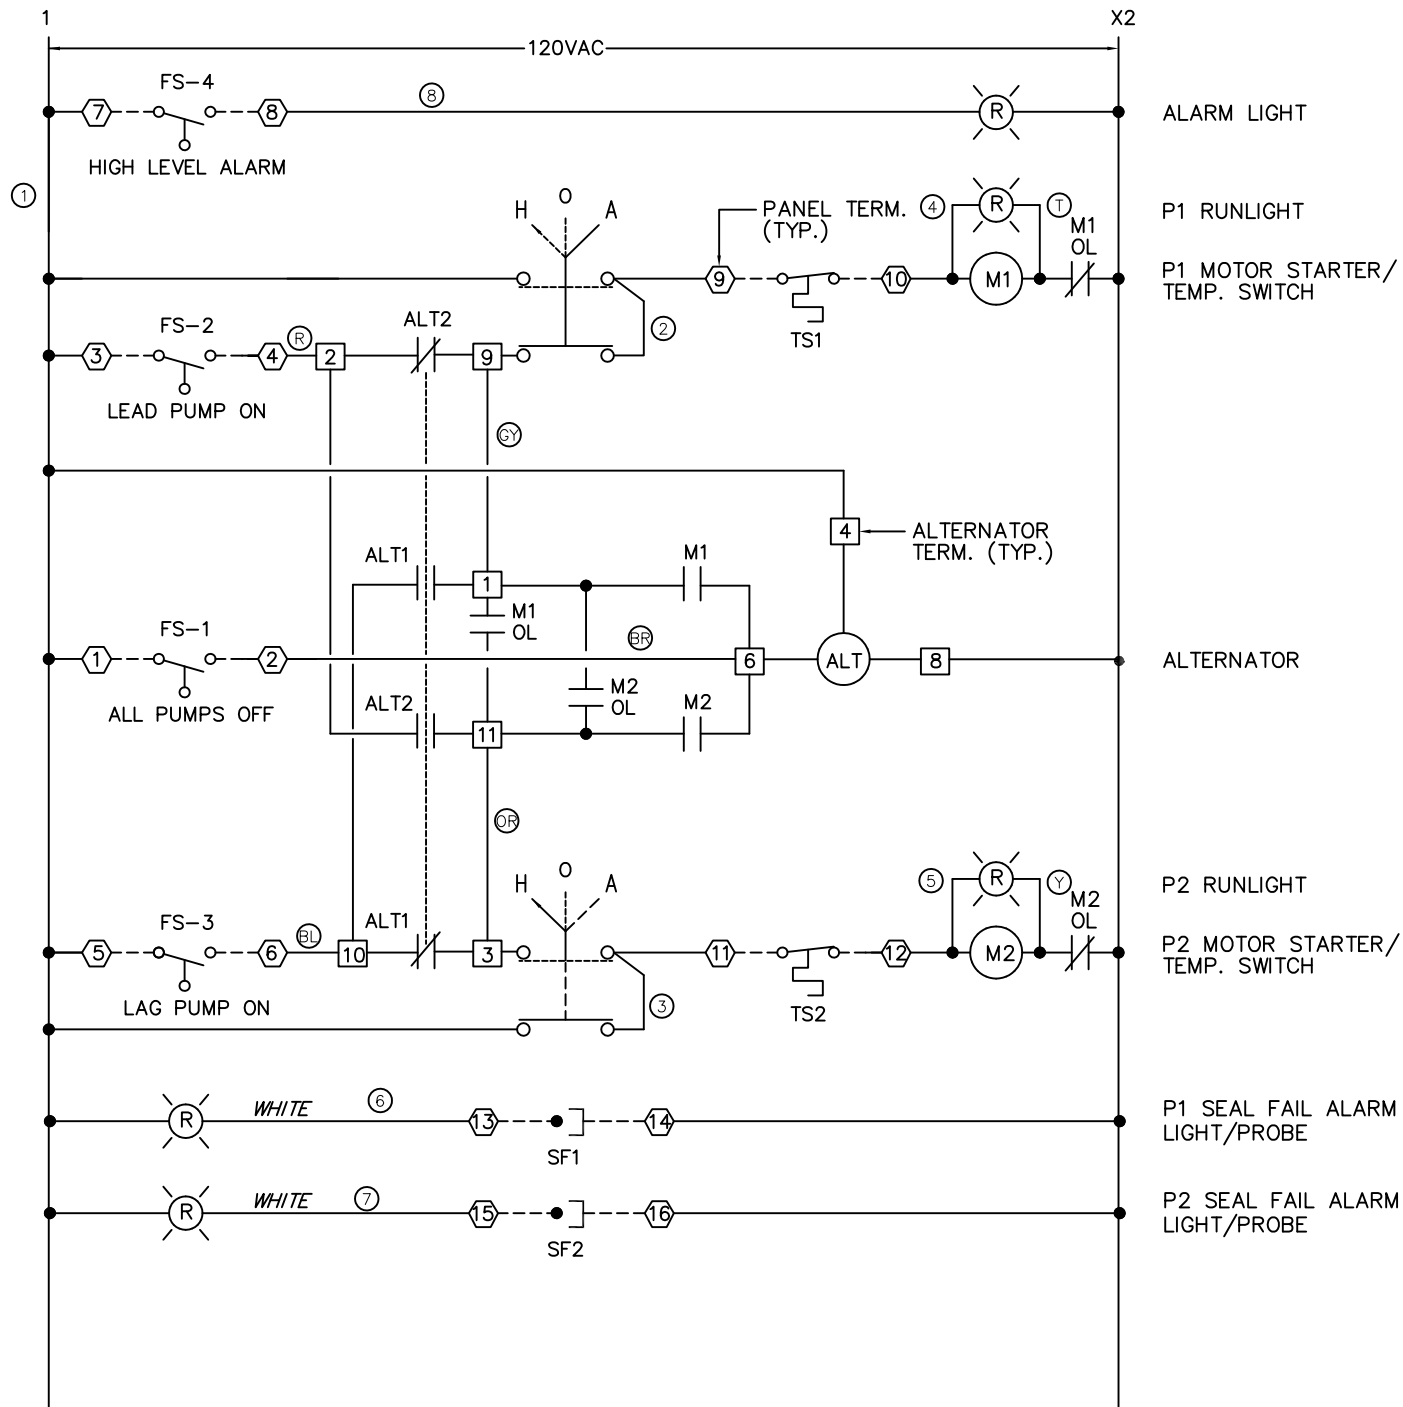 1
X2
120VAC
FS-4
7
8
8
R
ALARM LIGHT
HIGH LEVEL ALARM
1
H
O
A
PANEL TERM.
(TYP.)
4
R
T
P1 RUNLIGHT
M1
OL
9
10
M1
P1 MOTOR STARTER/
TEMP. SWITCH
TS1
2
FS-2
3
4
R
2
ALT2
9
LEAD PUMP ON
GY
4
ALTERNATOR
TERM. (TYP.)
ALT1
1
M1
M1
OL
FS-1
1
2
BR
6
ALT
8
ALTERNATOR
ALL PUMPS OFF
ALT2
M2
OL
M2
11
OR
H
O
A
5
R
Y
P2 RUNLIGHT
M2
OL
FS-3
5
6
BL
10
ALT1
3
11
12
M2
P2 MOTOR STARTER/
TEMP. SWITCH
LAG PUMP ON
3
TS2
R
WHITE
6
13
14
P1 SEAL FAIL ALARM
LIGHT/PROBE
SF1
R
WHITE
7
15
16
P2 SEAL FAIL ALARM
LIGHT/PROBE
SF2